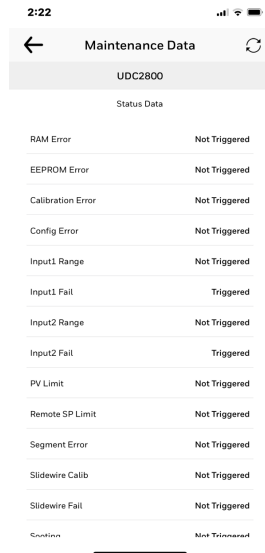 2:22
Maintenance Data
UDC2800
Status Data
RAM Error Not Triggered
EEPROM Error Not Triggered
Calibration Error Not Triggered
Config Error Not Triggered
Input1 Range Not Triggered
Input1 Fail Triggered
Input2 Range Not Triggered
Input2 Fail Triggered
PV Limit Not Triggered
Remote SP Limit Not Triggered
Segment Error Not Triggered
Slidewire Calib Not Triggered
Slidewire Fail Not Triggered
Sooting Not Triggered